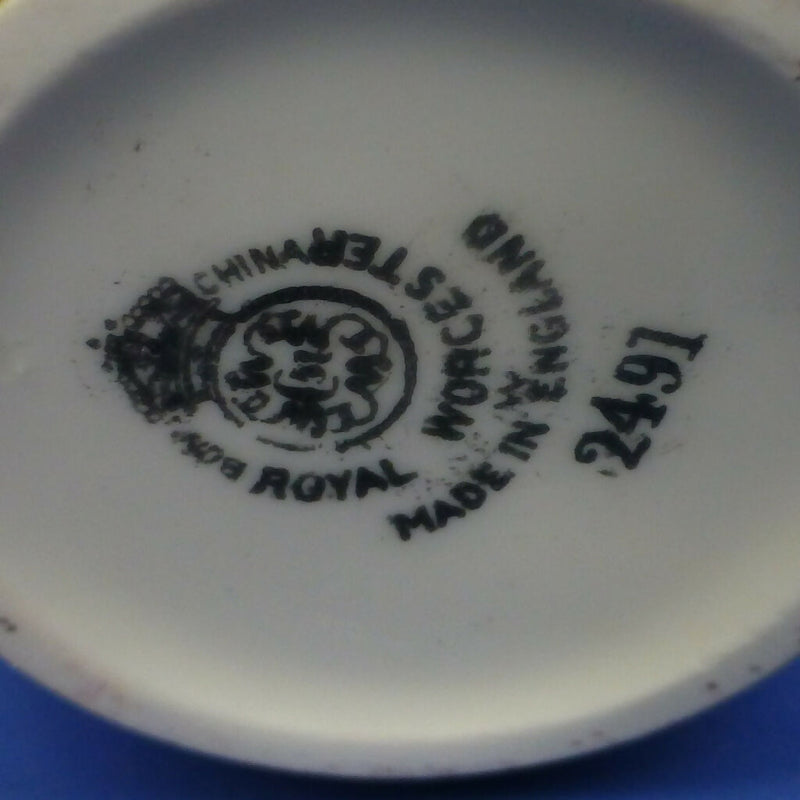 BONE CHINA
ROYAL WORCESTER
MADE IN ENGLAND
W
2491